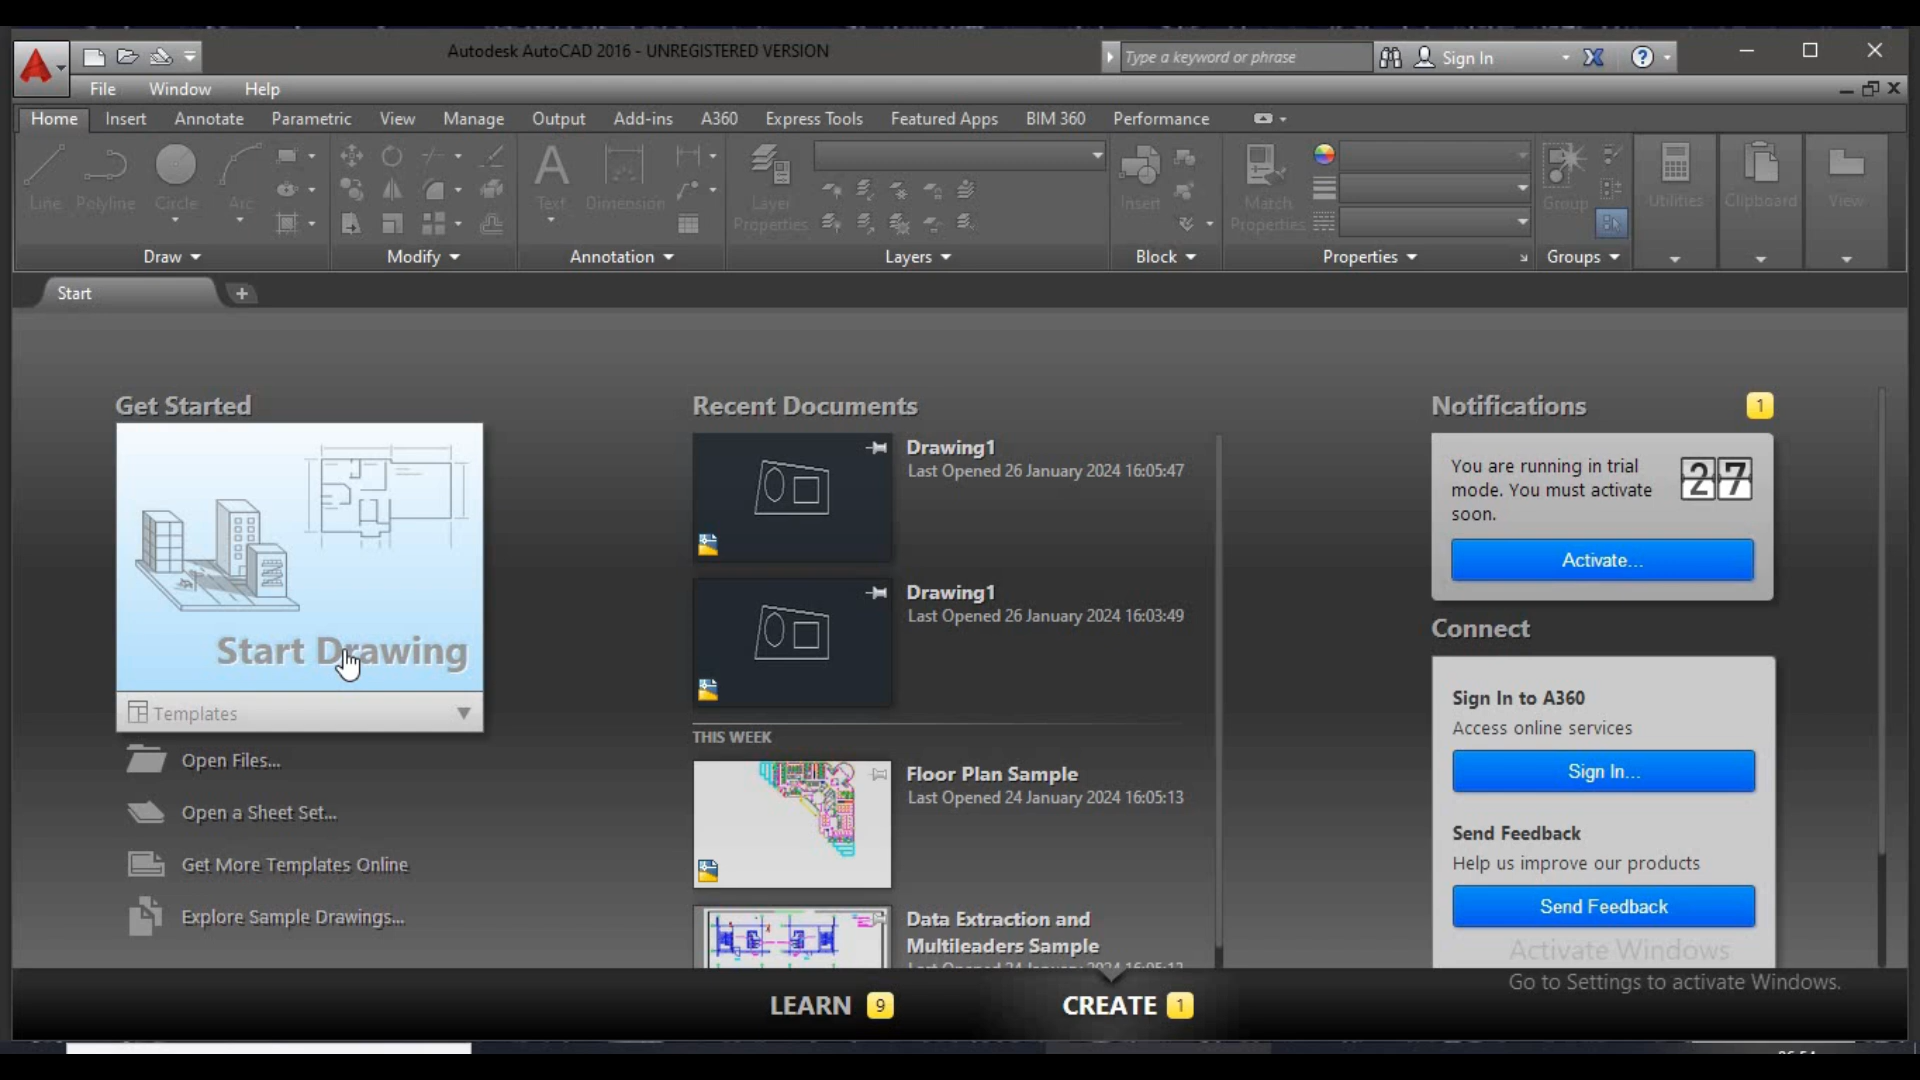 Autodesk AutoCAD 2016 - UNREGISTERED VERSION
Type a keyword or phrase
Sign In
File Window Help
Home Insert Annotate Parametric View Manage Output Add-ins A360 Express Tools Featured Apps BIM 360 Performance
Line Polyline Circle Arc
Text Dimension
Layer
Properties
Insert
Match
Properties
Group
Utilities
Clipboard
View
Draw Modify Annotation Layers Block Properties Groups
Start
Get Started
Start Drawing
Templates
Open Files...
Open a Sheet Set...
Get More Templates Online
Explore Sample Drawings...
Recent Documents
Drawing1
Last Opened 26 January 2024 16:05:47
Drawing1
Last Opened 26 January 2024 16:03:49
THIS WEEK
Floor Plan Sample
Last Opened 24 January 2024 16:05:13
Data Extraction and
Multileaders Sample
Last Opened 24 January 2024 16:05:13
Notifications 1
You are running in trial
mode. You must activate
soon.
27
Activate...
Connect
Sign In to A360
Access online services
Sign In...
Send Feedback
Help us improve our products
Send Feedback
Activate Windows
Go to Settings to activate Windows.
LEARN 9
CREATE 1